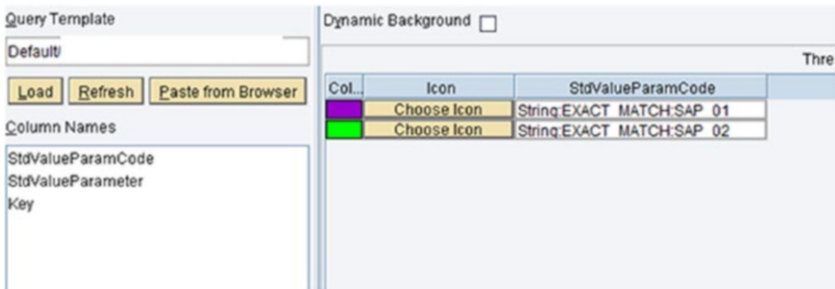 Query Template
Default/
Load Refresh Paste from Browser
Column Names
StdValueParamCode
StdValueParameter
Key
Dynamic Background
Thre
Col... Icon StdValueParamCode
Choose Icon String:EXACT_MATCH:SAP_01
Choose Icon String:EXACT_MATCH:SAP_02